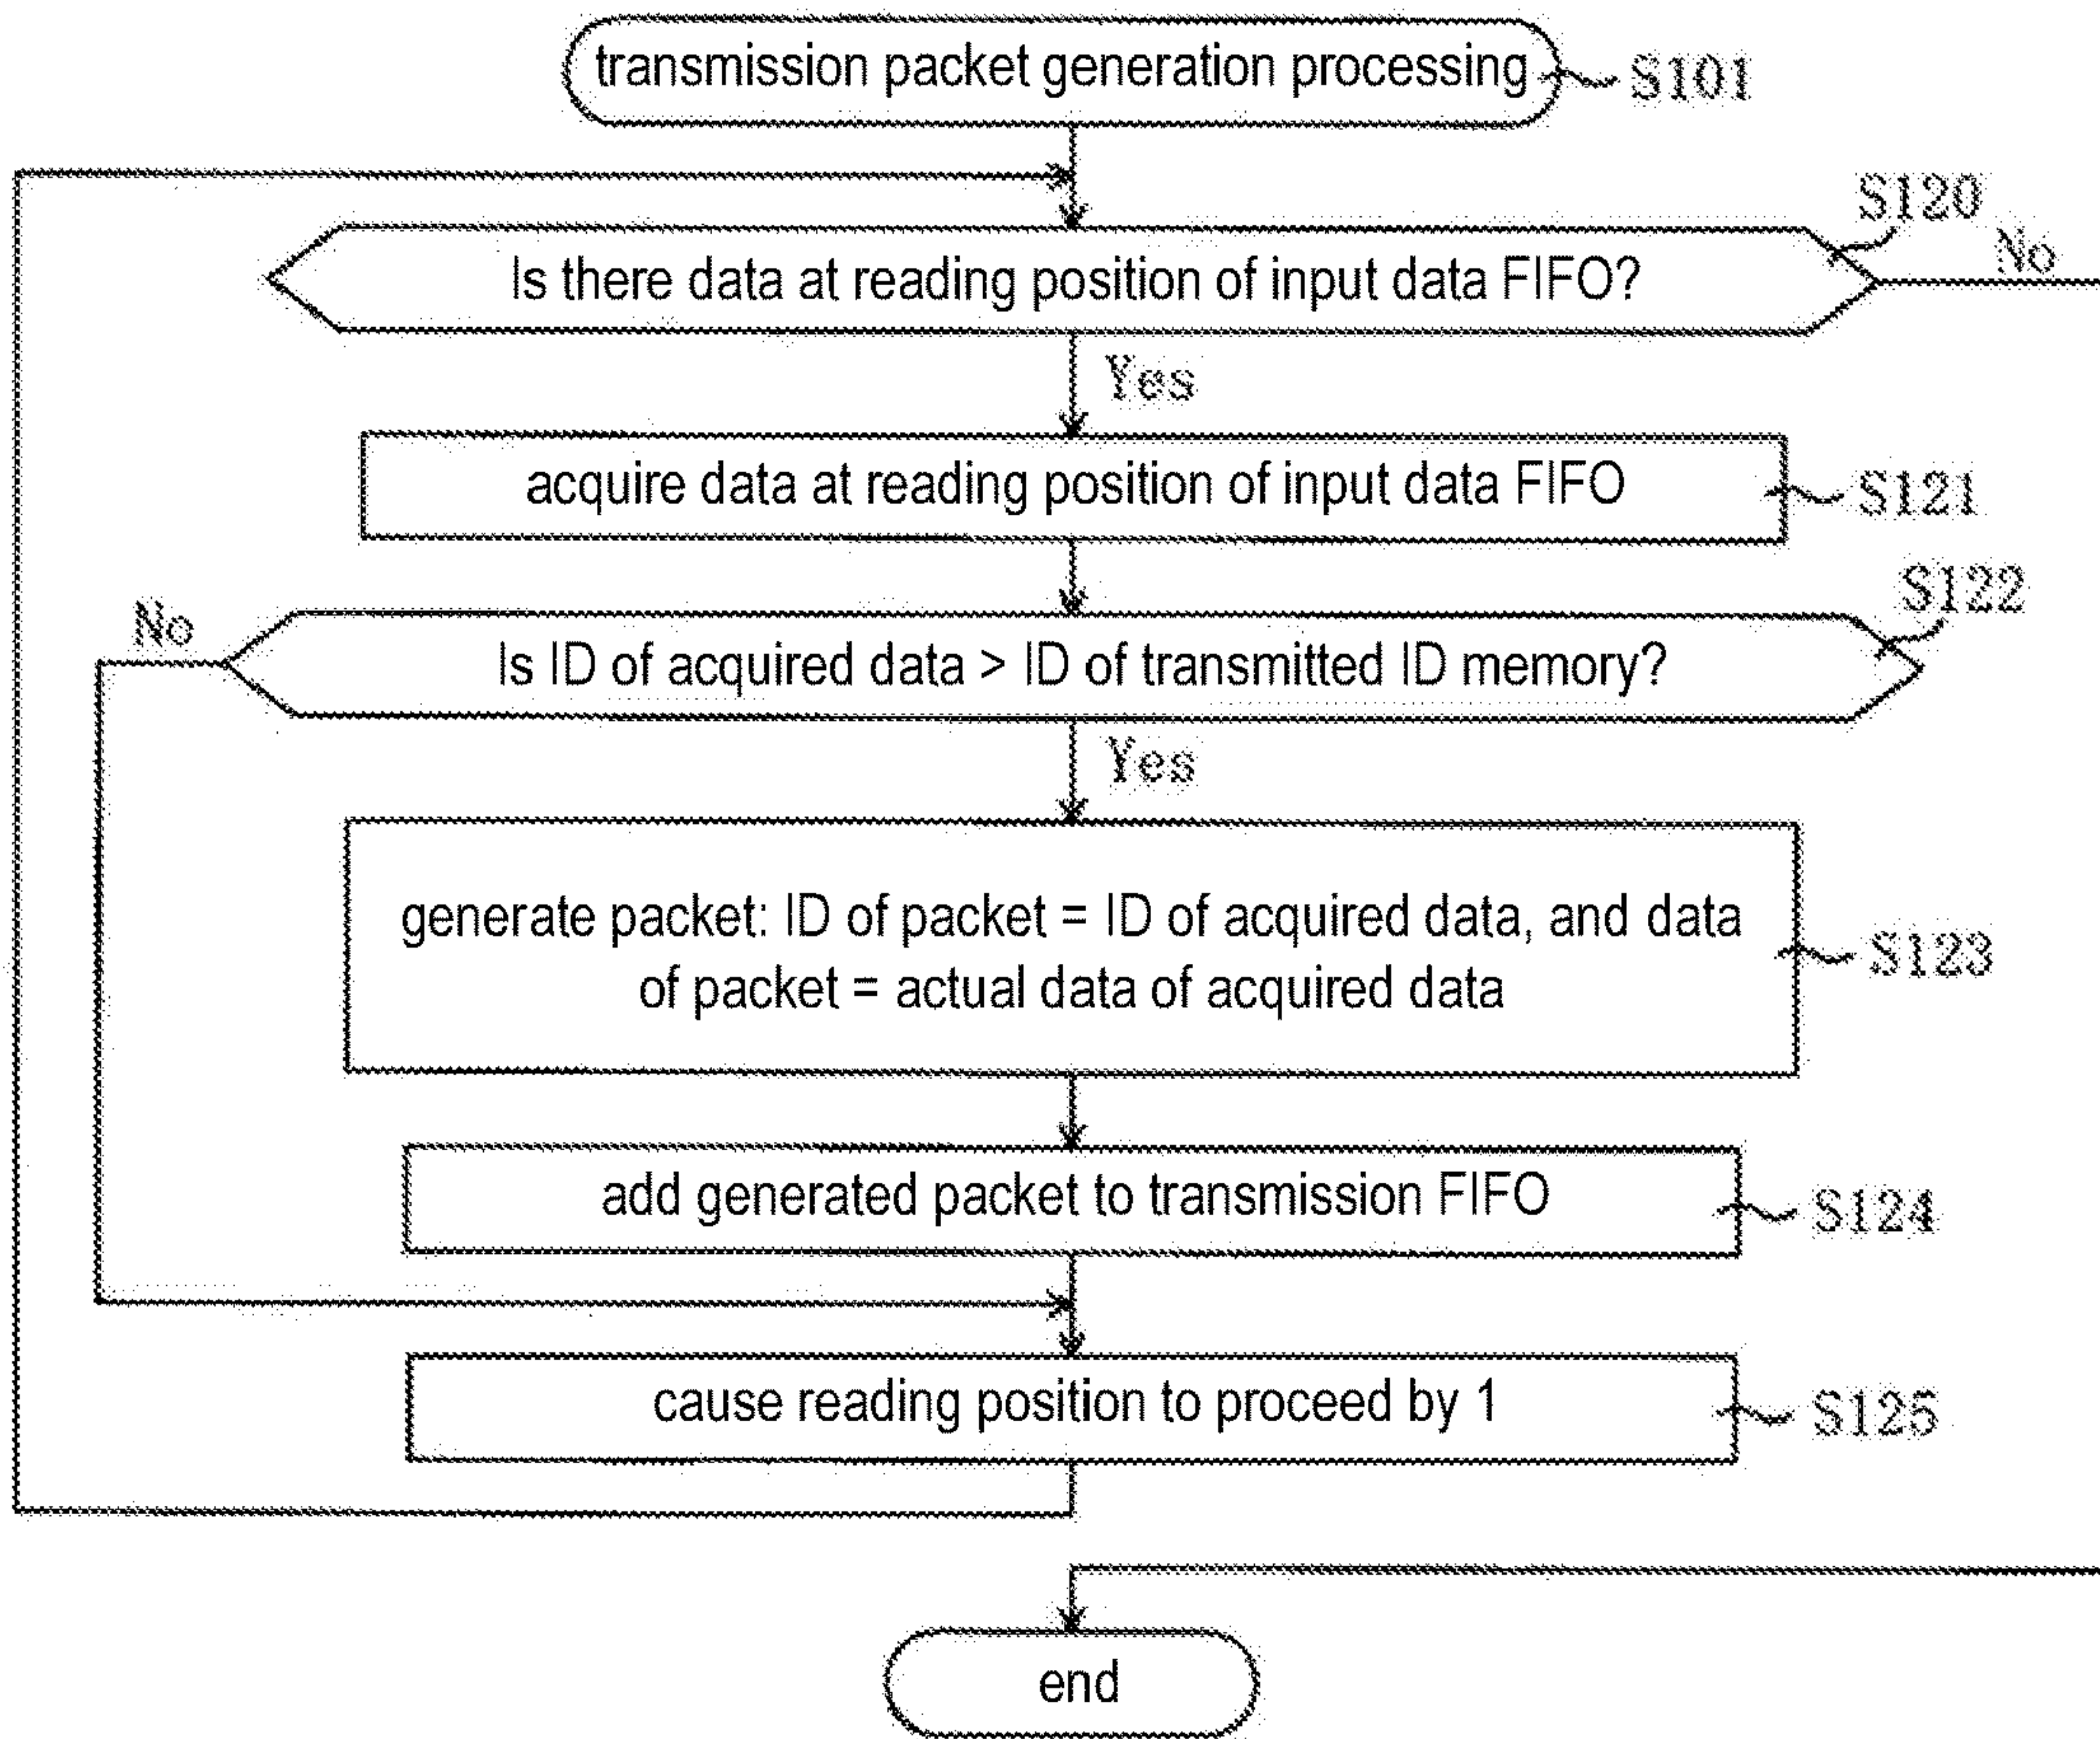 transmission packet generation processing S101
S120
Is there data at reading position of input data FIFO? No
Yes
acquire data at reading position of input data FIFO S121
S122
No
Is ID of acquired data > ID of transmitted ID memory?
Yes
generate packet: ID of packet = ID of acquired data, and data
of packet = actual data of acquired data
S123
add generated packet to transmission FIFO S124
cause reading position to proceed by 1 S125
end